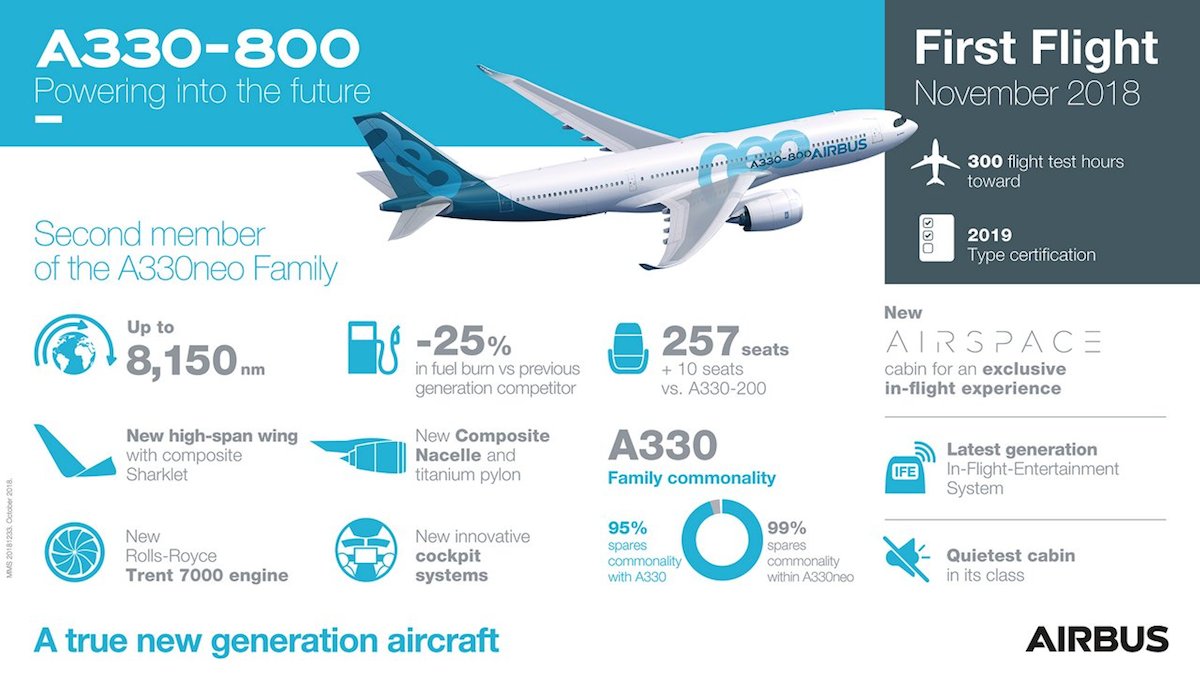 A330-800
Powering into the future
First Flight
November 2018
300 flight test hours
toward
2019
Type certification
A330-800 AIRBUS
Second member
of the A330neo Family
Up to
8,150 nm
-25%
in fuel burn vs previous
generation competitor
257 seats
+ 10 seats
vs. A330-200
New
AIRSPACE
cabin for an exclusive
in-flight experience
New high-span wing
with composite
Sharklet
New Composite
Nacelle and
titanium pylon
A330
Family commonality
95%
spares
commonality
with A330
99%
spares
commonality
within A330neo
IFE
Latest generation
In-Flight-Entertainment
System
New
Rolls-Royce
Trent 7000 engine
New innovative
cockpit
systems
Quietest cabin
in its class
MMS 20181233. October 2018.
A true new generation aircraft
AIRBUS